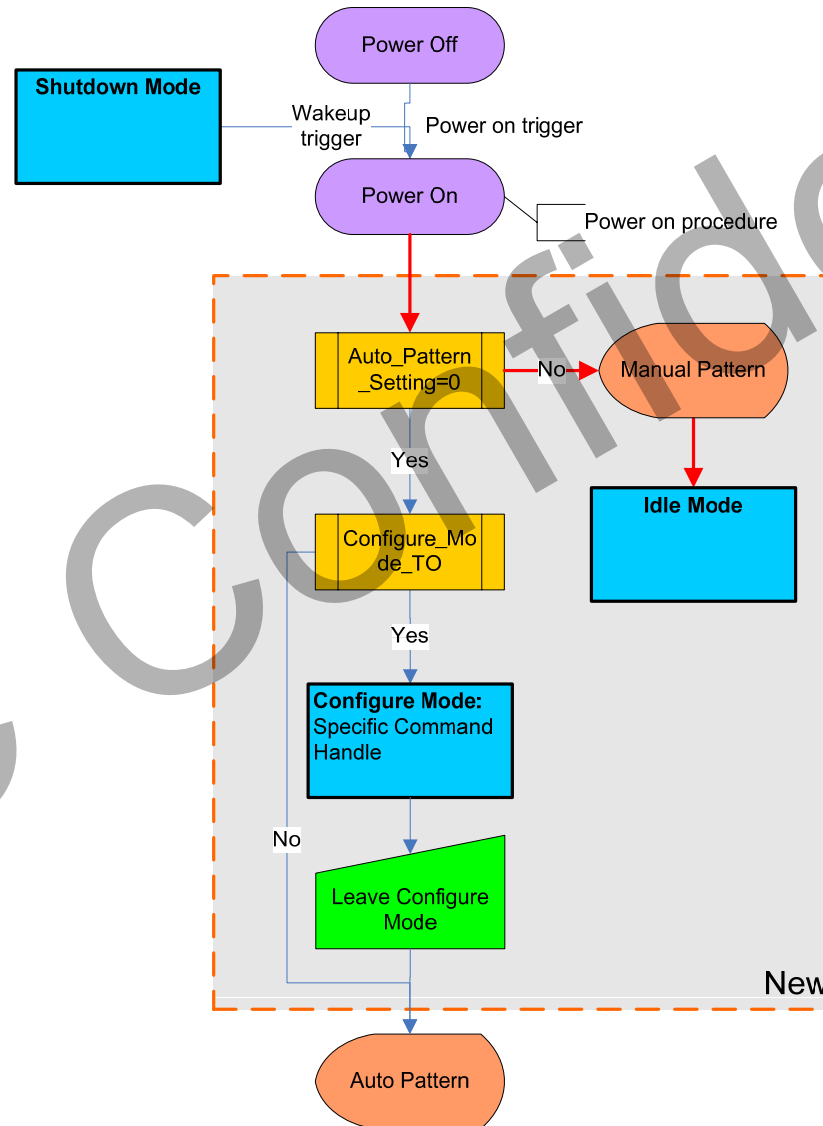 Power Off
Shutdown Mode
Wakeup
trigger
Power on trigger
Power On
Power on procedure
Auto_Pattern
_Setting=0
No
Manual Pattern
Yes
Idle Mode
Configure_Mo
de_TO
Yes
Configure Mode:
Specific Command
Handle
No
Leave Configure
Mode
New
Auto Pattern
Confide